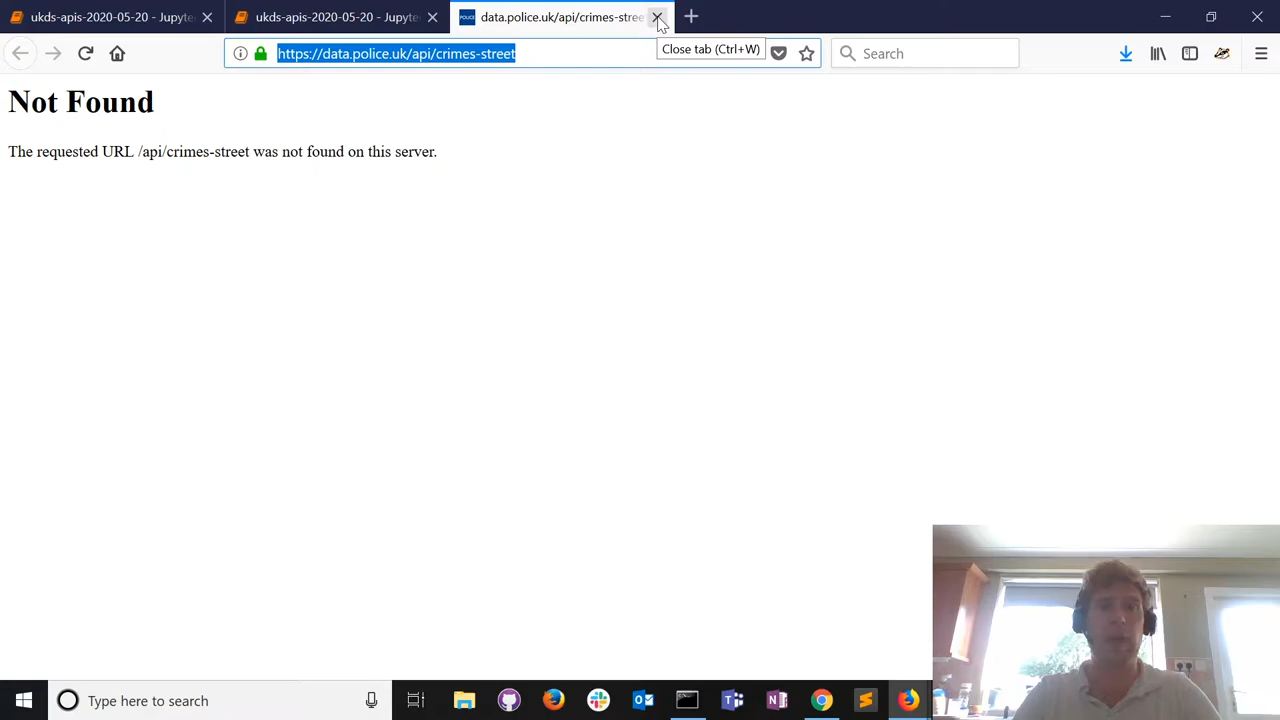 ukds-apis-2020-05-20 - Jupyte
ukds-apis-2020-05-20 - Jupyte
POLICE
data.police.uk/api/crimes-stree
https://data.police.uk/api/crimes-street
Close tab (Ctrl+W)
Search
Not Found
The requested URL /api/crimes-street was not found on this server.
Type here to search